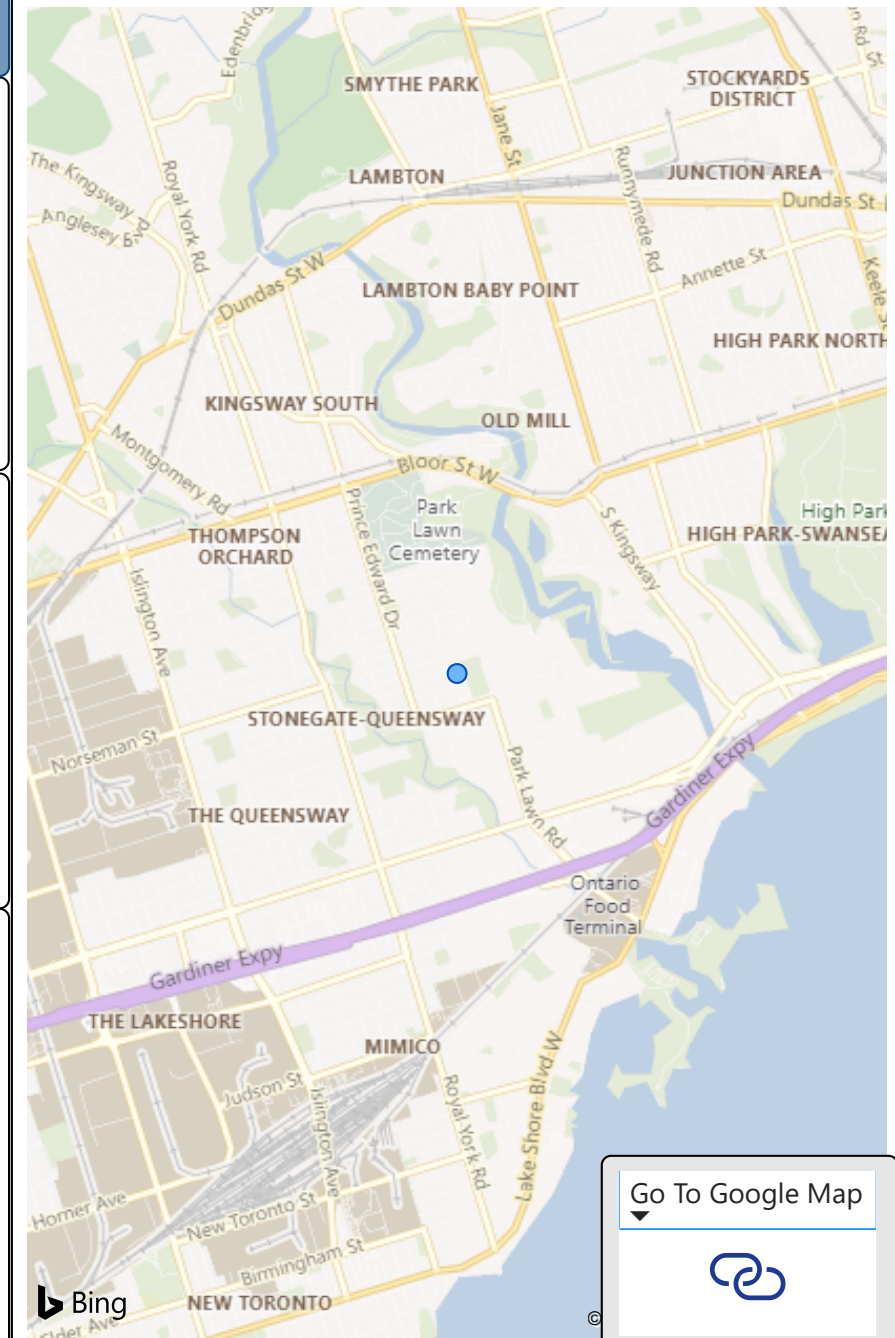 Edenbridg
SMYTHE PARK
STOCKYARDS
DISTRICT
St
Jane St
The Kingsway
Royal York Rd
LAMBTON
Runnymede Rd
JUNCTION AREA
Dundas St
Anglesey B
Dundas St W
LAMBTON BABY POINT
Annette St
Keele S
HIGH PARK NORTH
KINGSWAY SOUTH
OLD MILL
Montgomery Rd
Bloor St W
Prince Edward Dr
Park
Lawn
Cemetery
S Kingsway
High Park
HIGH PARK-SWANSEA
THOMPSON
ORCHARD
Islington Ave
STONEGATE-QUEENSWAY
Norseman St
Park Lawn Rd
Gardiner Expy
THE QUEENSWAY
Ontario
Food
Terminal
Gardiner Expy
THE LAKESHORE
MIMICO
Judson St
Islington Ave
Royal York Rd
Lake Shore Blvd W
Horner Ave
New Toronto St
Birmingham St
NEW TORONTO
Elder Ave
Bing
©
Go To Google Map